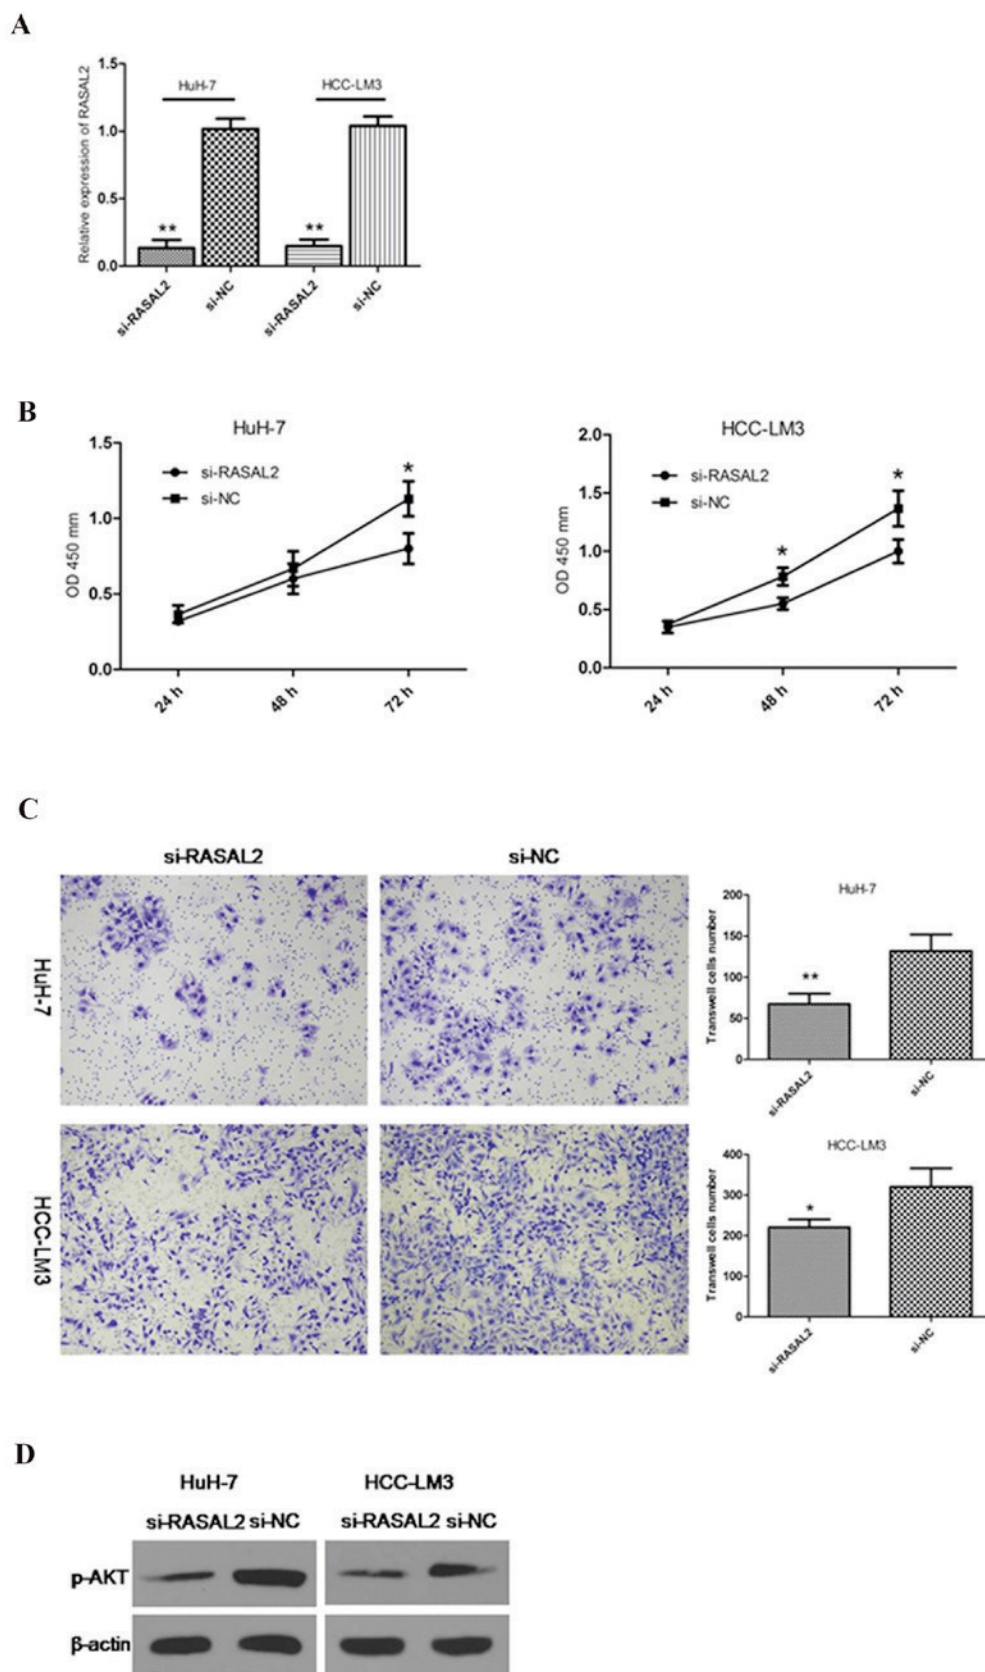 A
Relative expression of RASAL2
1.5
1.0
0.5
0.0
HuH-7
HCC-LM3
**
**
si-RASAL2
si-NC
si-RASAL2
si-NC
B
HuH-7
OD 450 mm
1.5
1.0
0.5
0.0
si-RASAL2
si-NC
*
24 h
48 h
72 h
HCC-LM3
OD 450 mm
2.0
1.5
1.0
0.5
0.0
si-RASAL2
si-NC
*
*
24 h
48 h
72 h
C
si-RASAL2
si-NC
HuH-7
HCC-LM3
HuH-7
Transwell cells number
200
150
100
50
0
**
si-RASAL2
si-NC
HCC-LM3
Transwell cells number
400
300
200
100
0
*
si-RASAL2
si-NC
D
HuH-7
HCC-LM3
si-RASAL2 si-NC
si-RASAL2 si-NC
p-AKT
β-actin